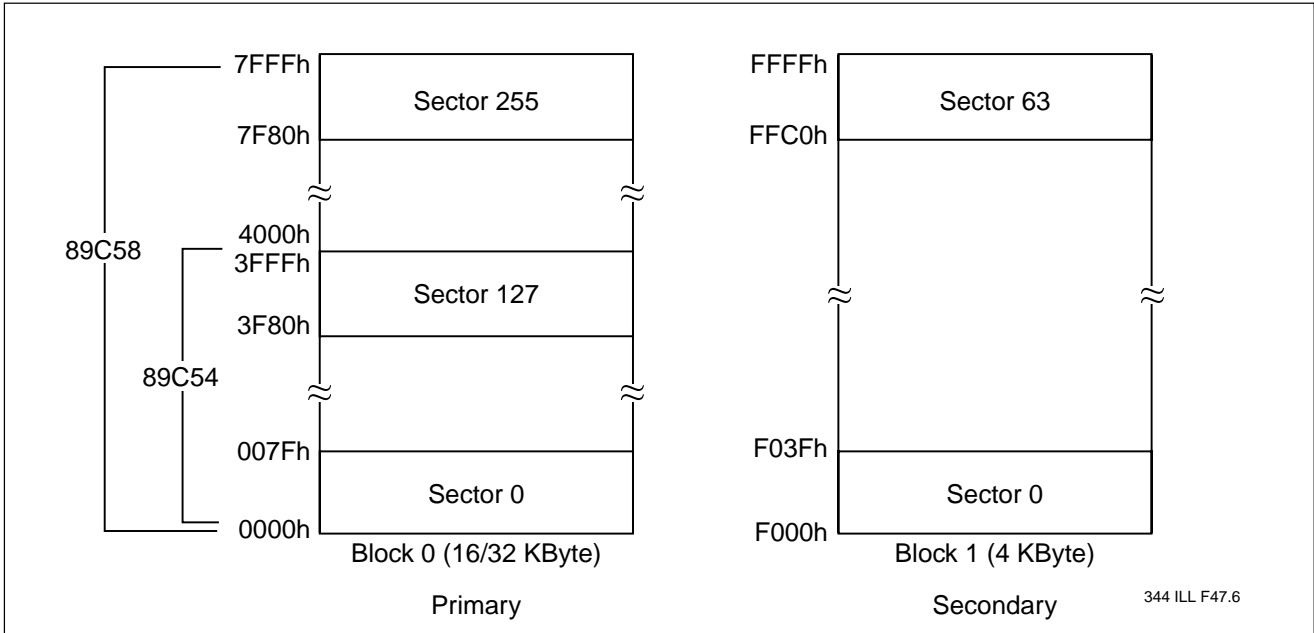 7FFFh
Sector 255
7F80h
4000h
3FFFh
Sector 127
3F80h
89C58
89C54
007Fh
Sector 0
0000h
Block 0 (16/32 KByte)
Primary
FFFFh
Sector 63
FFC0h
F03Fh
Sector 0
F000h
Block 1 (4 KByte)
Secondary
344 ILL F47.6